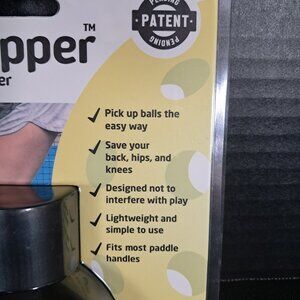 PENDING
PATENT
PENDING
pper™
er
Pick up balls the
easy way
Save your
back, hips, and
knees
Designed not to
interfere with play
Lightweight and
simple to use
Fits most paddle
handles